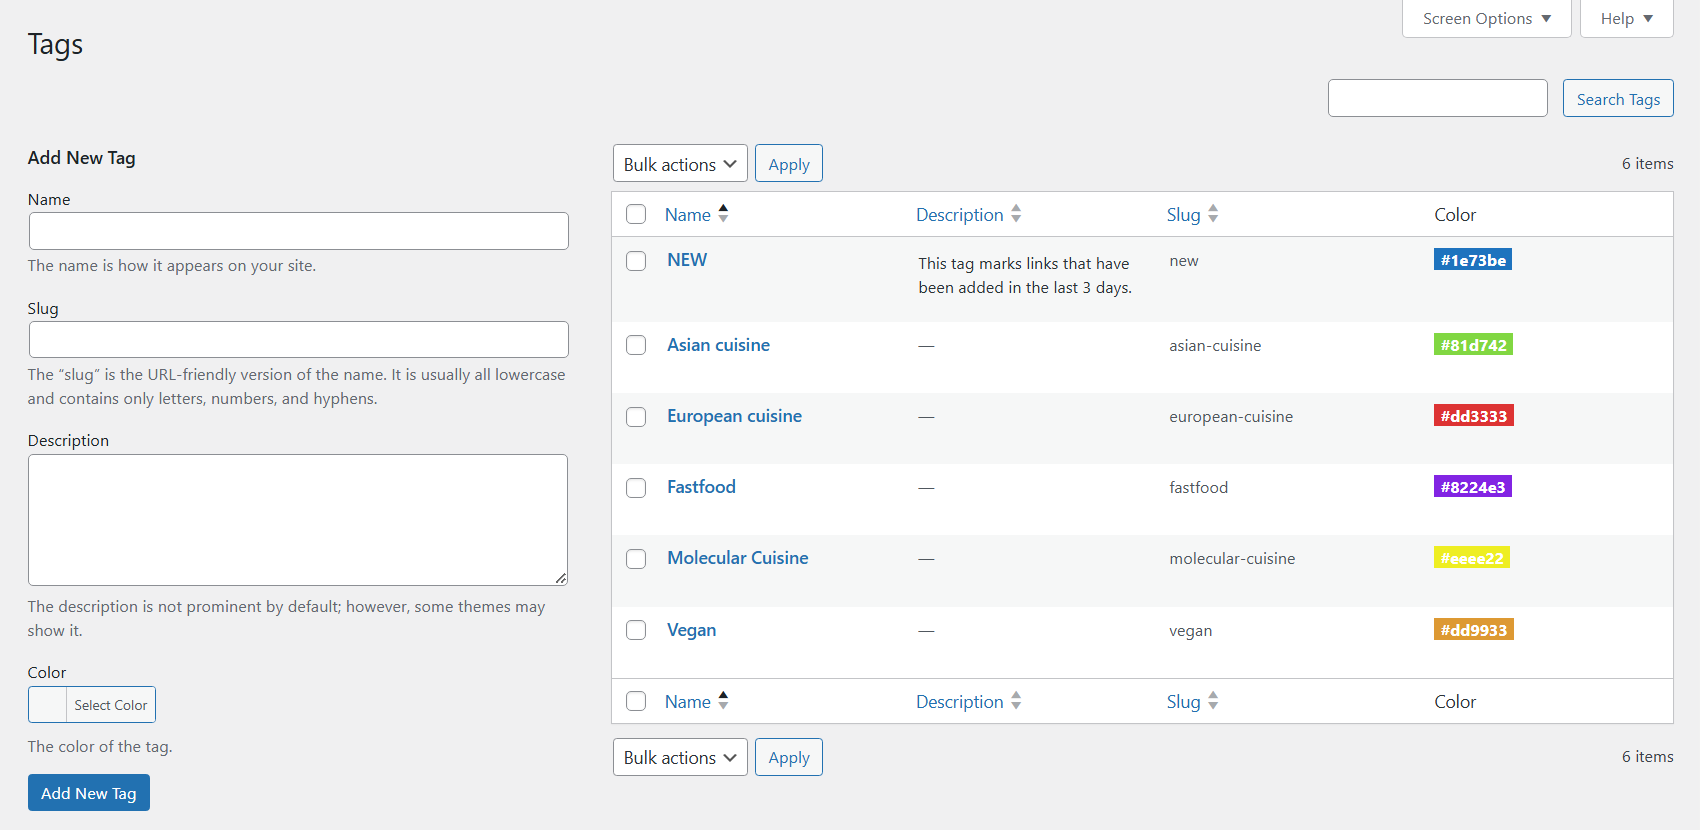 Screen Options
Help
Tags
Search Tags
Add New Tag
Name
The name is how it appears on your site.
Slug
The “slug” is the URL-friendly version of the name. It is usually all lowercase
and contains only letters, numbers, and hyphens.
Description
The description is not prominent by default; however, some themes may
show it.
Color
Select Color
The color of the tag.
Add New Tag
Bulk actions Apply 6 items
Name Description Slug Color
NEW This tag marks links that have new #1e73be
been added in the last 3 days.
Asian cuisine — asian-cuisine #81d742
European cuisine — european-cuisine #dd3333
Fastfood — fastfood #8224e3
Molecular Cuisine — molecular-cuisine #eeee22
Vegan — vegan #dd9933
Name Description Slug Color
Bulk actions Apply 6 items